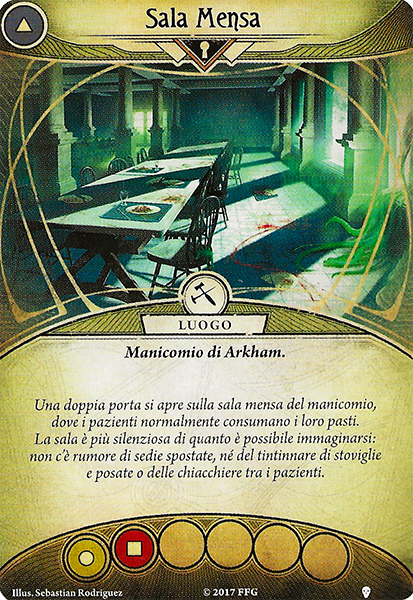 Sala Mensa
LUOGO
Manicomio di Arkham.
Una doppia porta si apre sulla sala mensa del manicomio,
dove i pazienti normalmente consumano i loro pasti.
La sala è più silenziosa di quanto è possibile immaginarsi:
non c'è rumore di sedie spostate, né del tintinnare di stoviglie
e posate o delle chiacchiere tra i pazienti.
Illus. Sebastian Rodriguez
© 2017 FFG